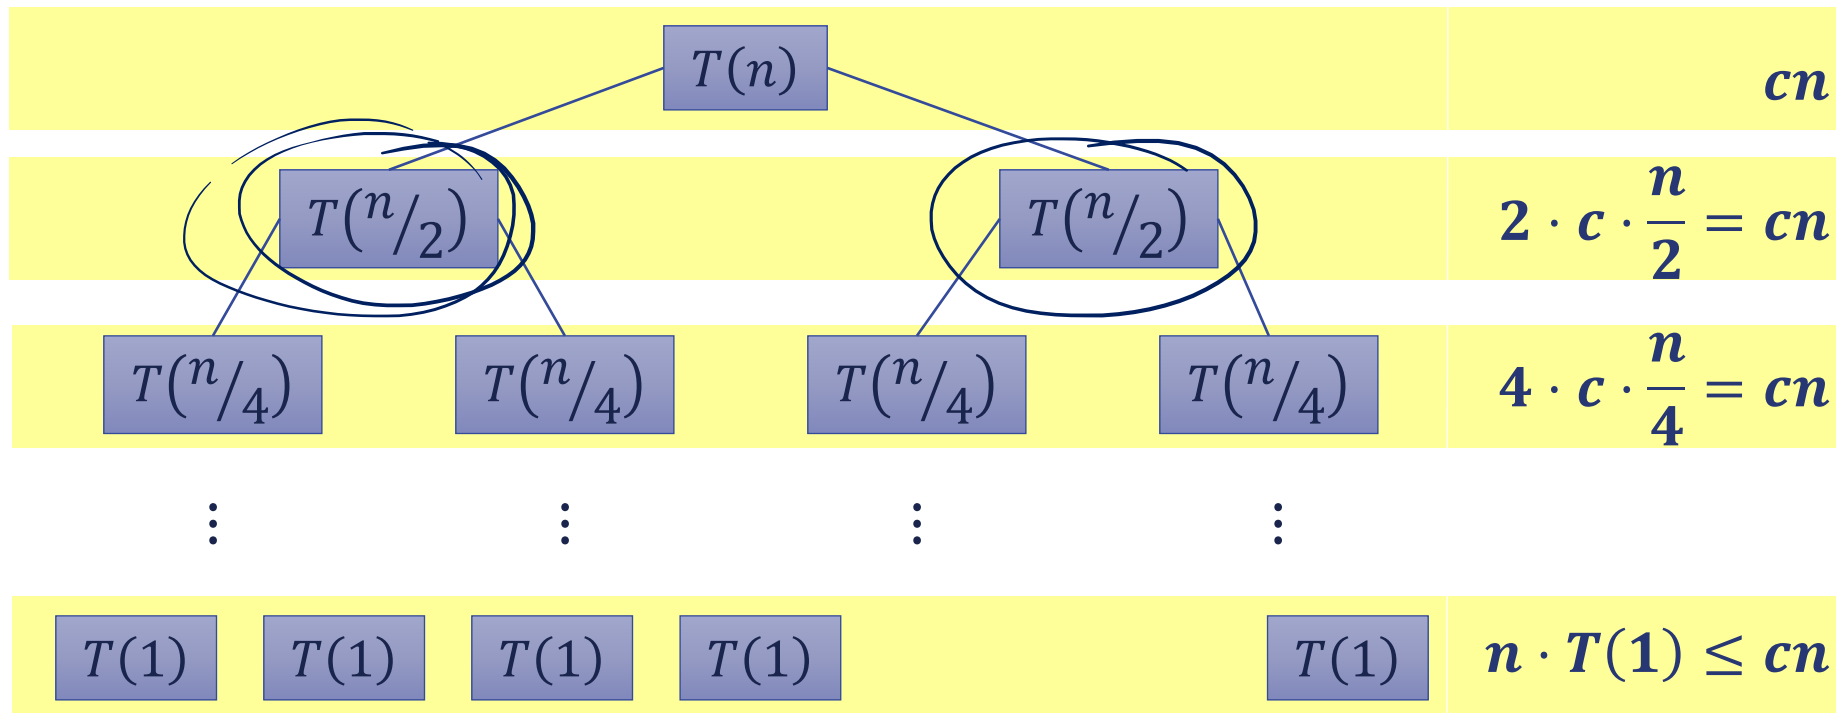 T(n) cn
T(n/2) T(n/2) 2 · c · n/2 = cn
T(n/4) T(n/4) T(n/4) T(n/4) 4 · c · n/4 = cn
⋮ ⋮ ⋮ ⋮
T(1) T(1) T(1) T(1) T(1) n · T(1) ≤ cn